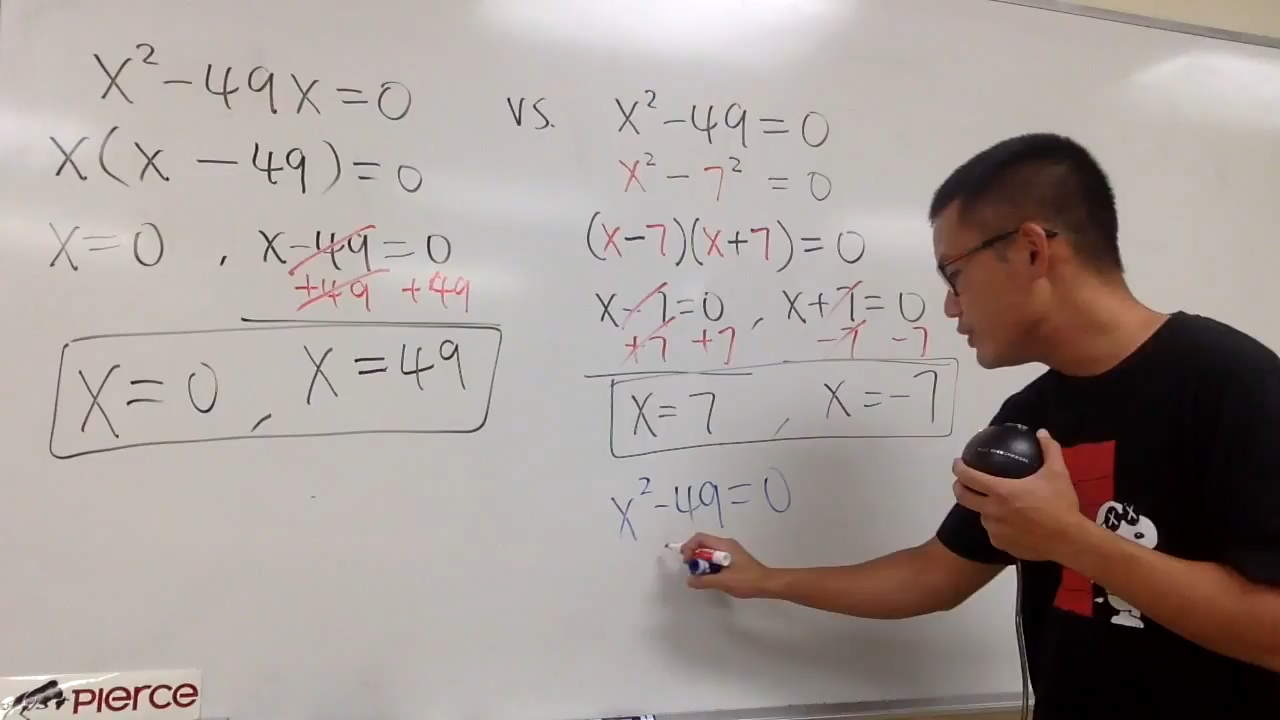 x²-49x=0
x(x-49)=0
x=0 , x-49=0
+49 +49
x=0 , x=49
vs.
x²-49=0
x²-7²=0
(x-7)(x+7)=0
x-7=0 , x+7=0
+7 +7 -7 -7
x=7 , x=-7
x²-49=0
PIERCE